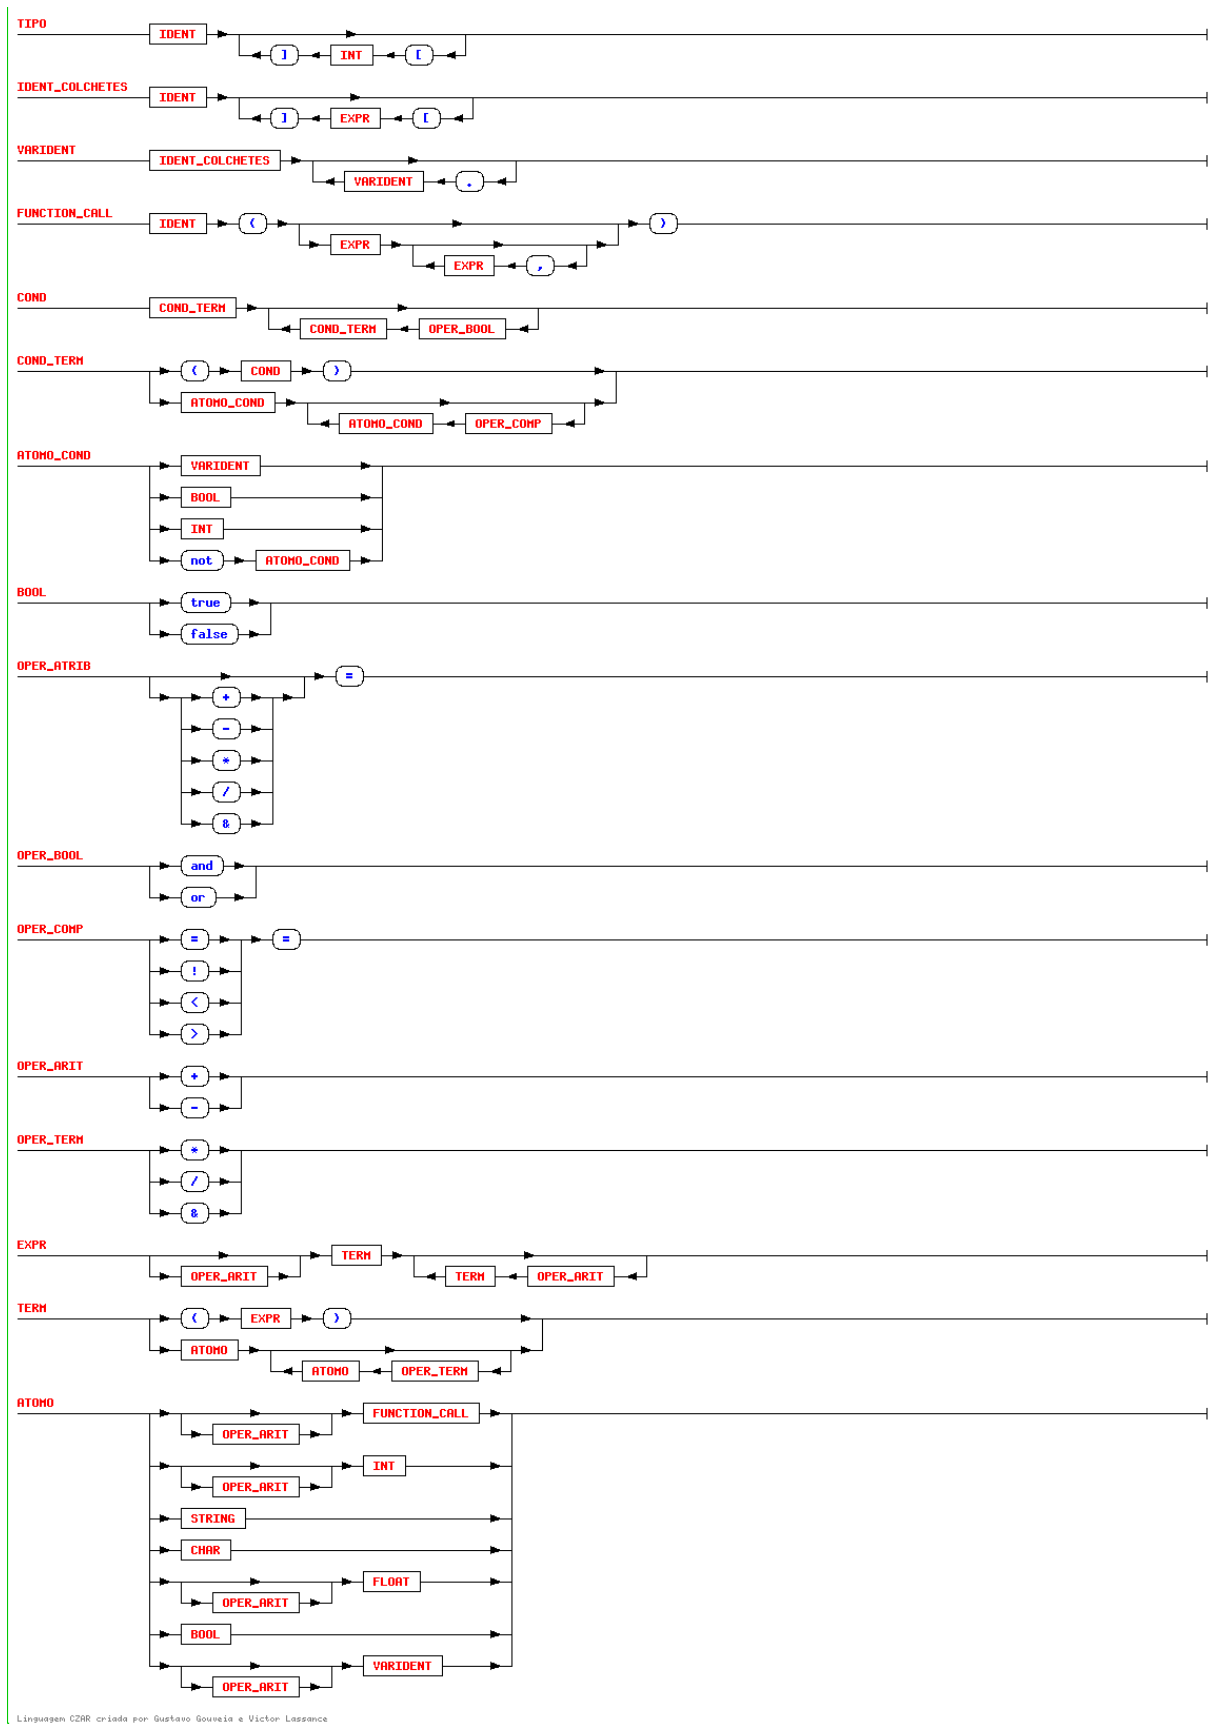 TIPO
IDENT
] INT [
IDENT_COLCHETES
IDENT
] EXPR [
VARIDENT
IDENT_COLCHETES
VARIDENT .
FUNCTION_CALL
IDENT ( )
EXPR
EXPR ,
COND
COND_TERM
COND_TERM OPER_BOOL
COND_TERM
( COND )
ATOMO_COND
ATOMO_COND OPER_COMP
ATOMO_COND
VARIDENT
BOOL
INT
not ATOMO_COND
BOOL
true
false
OPER_ATRIB
=
+
-
*
/
&
OPER_BOOL
and
or
OPER_COMP
= =
!
<
>
OPER_ARIT
+
-
OPER_TERM
*
/
&
EXPR
TERM
OPER_ARIT TERM OPER_ARIT
TERM
( EXPR )
ATOMO
ATOMO OPER_TERM
ATOMO
FUNCTION_CALL
OPER_ARIT
INT
OPER_ARIT
STRING
CHAR
FLOAT
OPER_ARIT
BOOL
VARIDENT
OPER_ARIT
Linguagem CZAR criada por Gustavo Gouveia e Victor Lassance